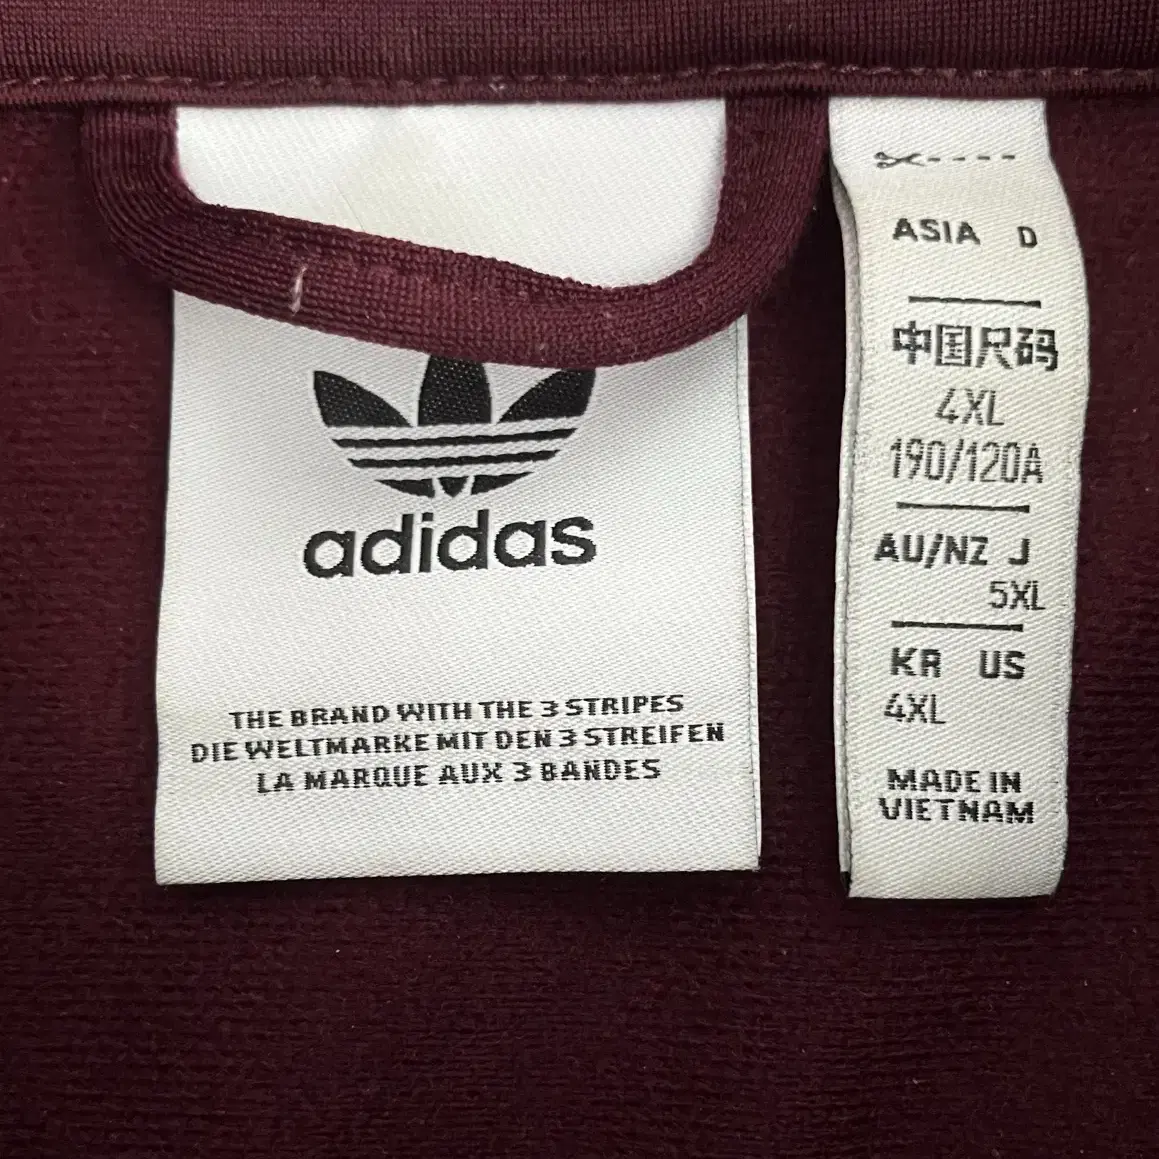 adidas
THE BRAND WITH THE 3 STRIPES
DIE WELTMARKE MIT DEN 3 STREIFEN
LA MARQUE AUX 3 BANDES
ASIA D
中国尺码
4XL
190/120A
AU/NZ J
5XL
KR US
4XL
MADE IN
VIETNAM